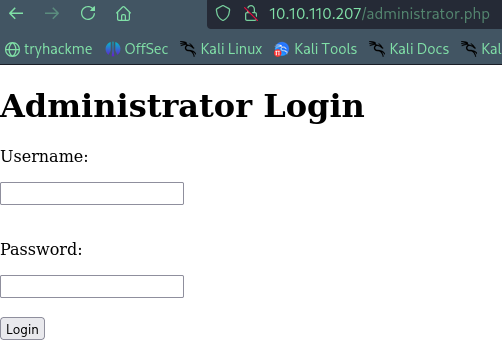 10.10.110.207/administrator.php
tryhackme OffSec Kali Linux Kali Tools Kali Docs Kal
Administrator Login
Username:
Password:
Login